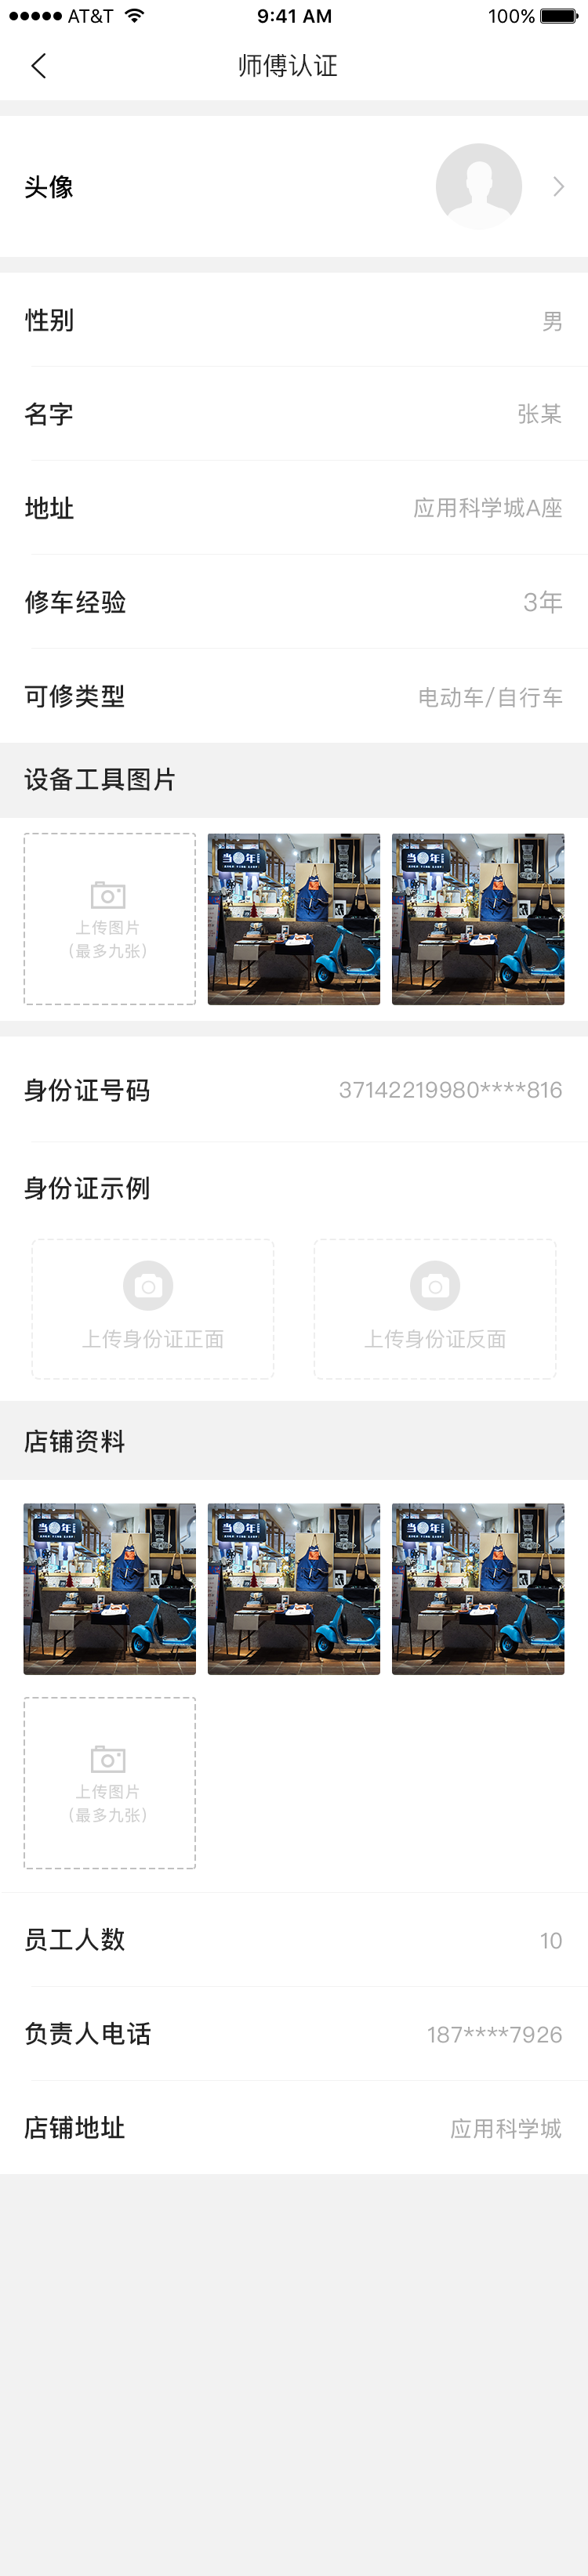 AT&T 9:41 AM 100%
师傅认证
头像
性别 男
名字 张某
地址 应用科学城A座
修车经验 3年
可修类型 电动车/自行车
设备工具图片
上传图片
(最多九张)
当 年
当 年
身份证号码 37142219980****816
身份证示例
上传身份证正面 上传身份证反面
店铺资料
当 年
当 年
当 年
上传图片
(最多九张)
员工人数 10
负责人电话 187****7926
店铺地址 应用科学城